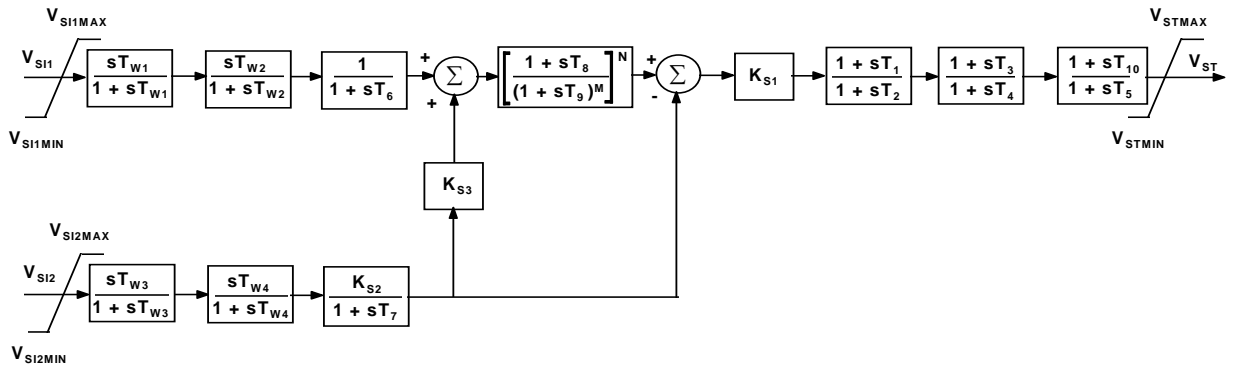 V_SI1MAX
V_SI1
V_SI1MIN
sT_W1
1 + sT_W1
sT_W2
1 + sT_W2
1
1 + sT_6
+
+
Σ
[ 1 + sT_8 ]^N
(1 + sT_9)^M
+
-
Σ
K_S1
1 + sT_1
1 + sT_2
1 + sT_3
1 + sT_4
1 + sT_10
1 + sT_5
V_STMAX
V_ST
V_STMIN
K_S3
V_SI2MAX
V_SI2
V_SI2MIN
sT_W3
1 + sT_W3
sT_W4
1 + sT_W4
K_S2
1 + sT_7